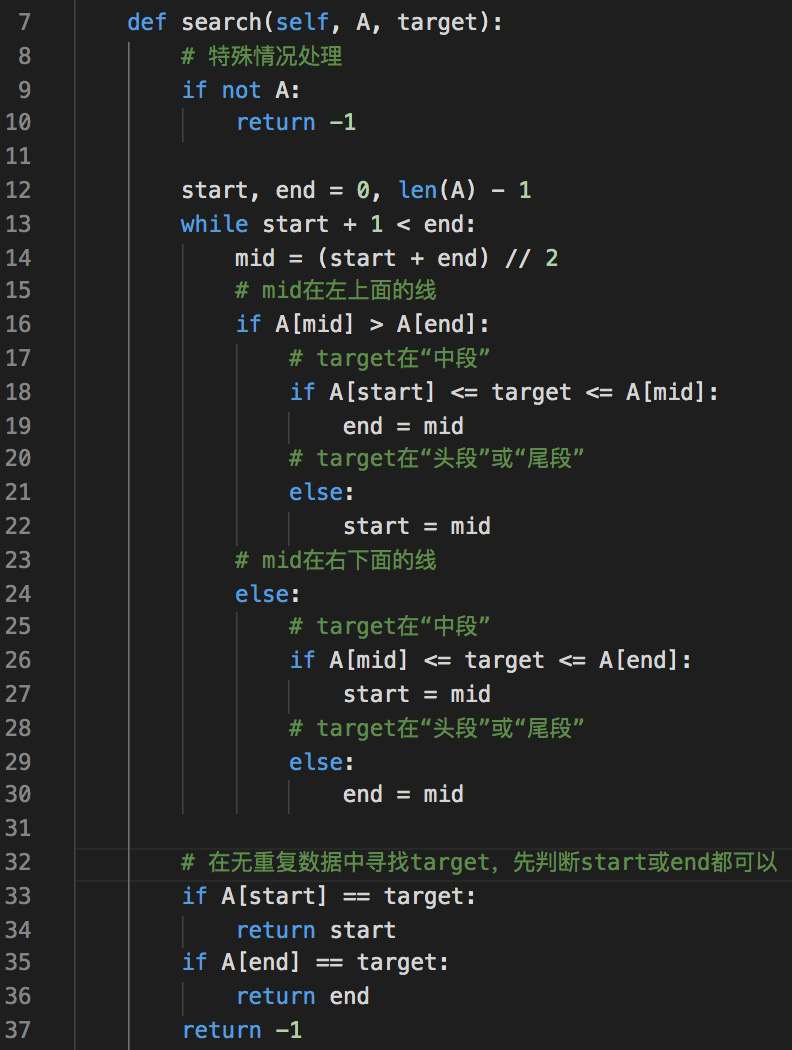 7 def search(self, A, target):
8 # 特殊情况处理
9 if not A:
10 return -1
11
12 start, end = 0, len(A) - 1
13 while start + 1 < end:
14 mid = (start + end) // 2
15 # mid在左上面的线
16 if A[mid] > A[end]:
17 # target在“中段”
18 if A[start] <= target <= A[mid]:
19 end = mid
20 # target在“头段”或“尾段”
21 else:
22 start = mid
23 # mid在右下面的线
24 else:
25 # target在“中段”
26 if A[mid] <= target <= A[end]:
27 start = mid
28 # target在“头段”或“尾段”
29 else:
30 end = mid
31
32 # 在无重复数据中寻找target，先判断start或end都可以
33 if A[start] == target:
34 return start
35 if A[end] == target:
36 return end
37 return -1